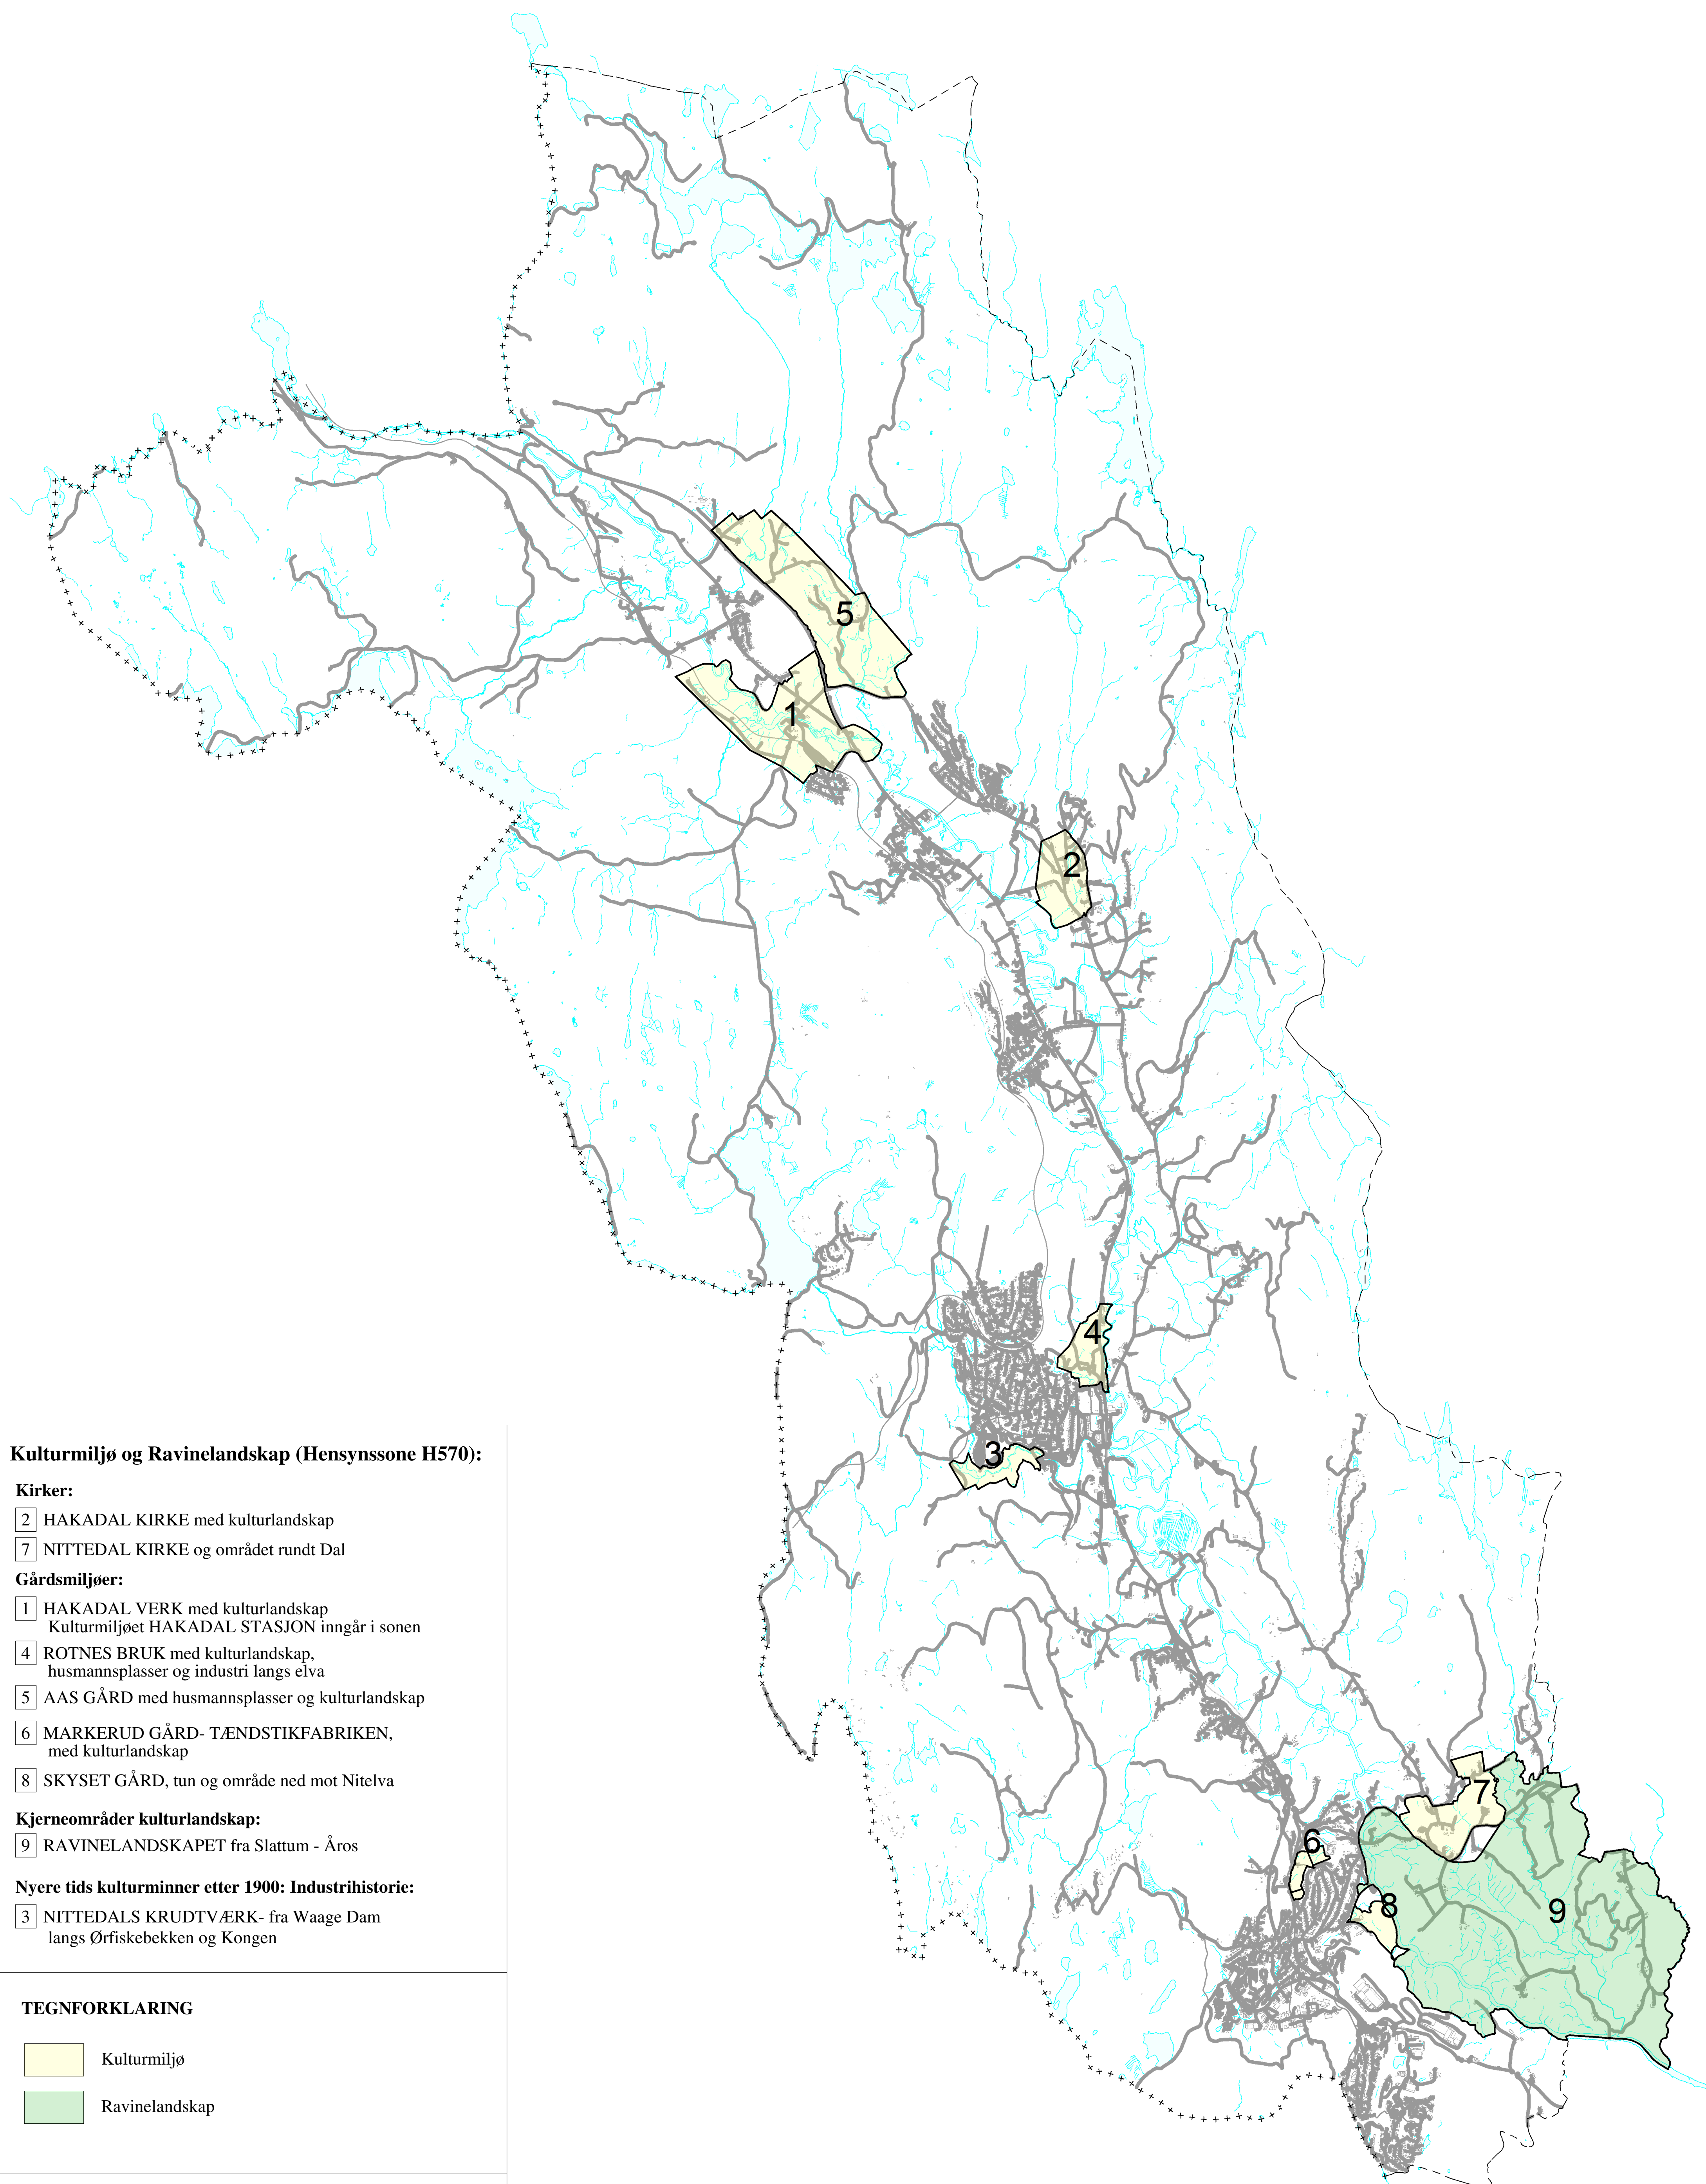 5
1
2
4
3
7
6
8
9
Kulturmiljø og Ravinelandskap (Hensynssone H570):
Kirker:
2 HAKADAL KIRKE med kulturlandskap
7 NITTEDAL KIRKE og området rundt Dal
Gårdsmiljøer:
1 HAKADAL VERK med kulturlandskap
Kulturmiljøet HAKADAL STASJON inngår i sonen
4 ROTNES BRUK med kulturlandskap,
husmannsplasser og industri langs elva
5 AAS GÅRD med husmannsplasser og kulturlandskap
6 MARKERUD GÅRD- TÆNDSTIKFABRIKEN,
med kulturlandskap
8 SKYSET GÅRD, tun og område ned mot Nitelva
Kjerneområder kulturlandskap:
9 RAVINELANDSKAPET fra Slattum - Åros
Nyere tids kulturminner etter 1900: Industrihistorie:
3 NITTEDALS KRUDTVÆRK- fra Waage Dam
langs Ørfiskebekken og Kongen
TEGNFORKLARING
Kulturmiljø
Ravinelandskap